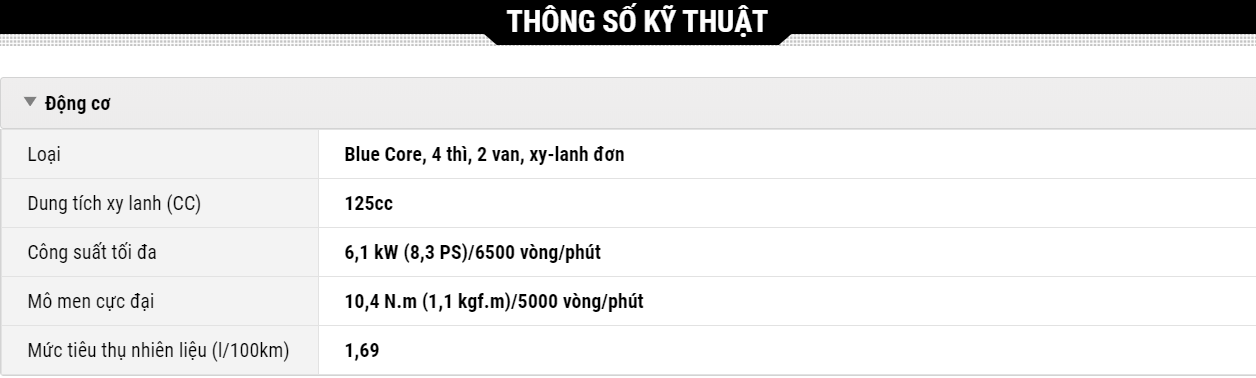 THÔNG SỐ KỸ THUẬT
Động cơ
Loại Blue Core, 4 thì, 2 van, xy-lanh đơn
Dung tích xy lanh (CC) 125cc
Công suất tối đa 6,1 kW (8,3 PS)/6500 vòng/phút
Mô men cực đại 10,4 N.m (1,1 kgf.m)/5000 vòng/phút
Mức tiêu thụ nhiên liệu (l/100km) 1,69